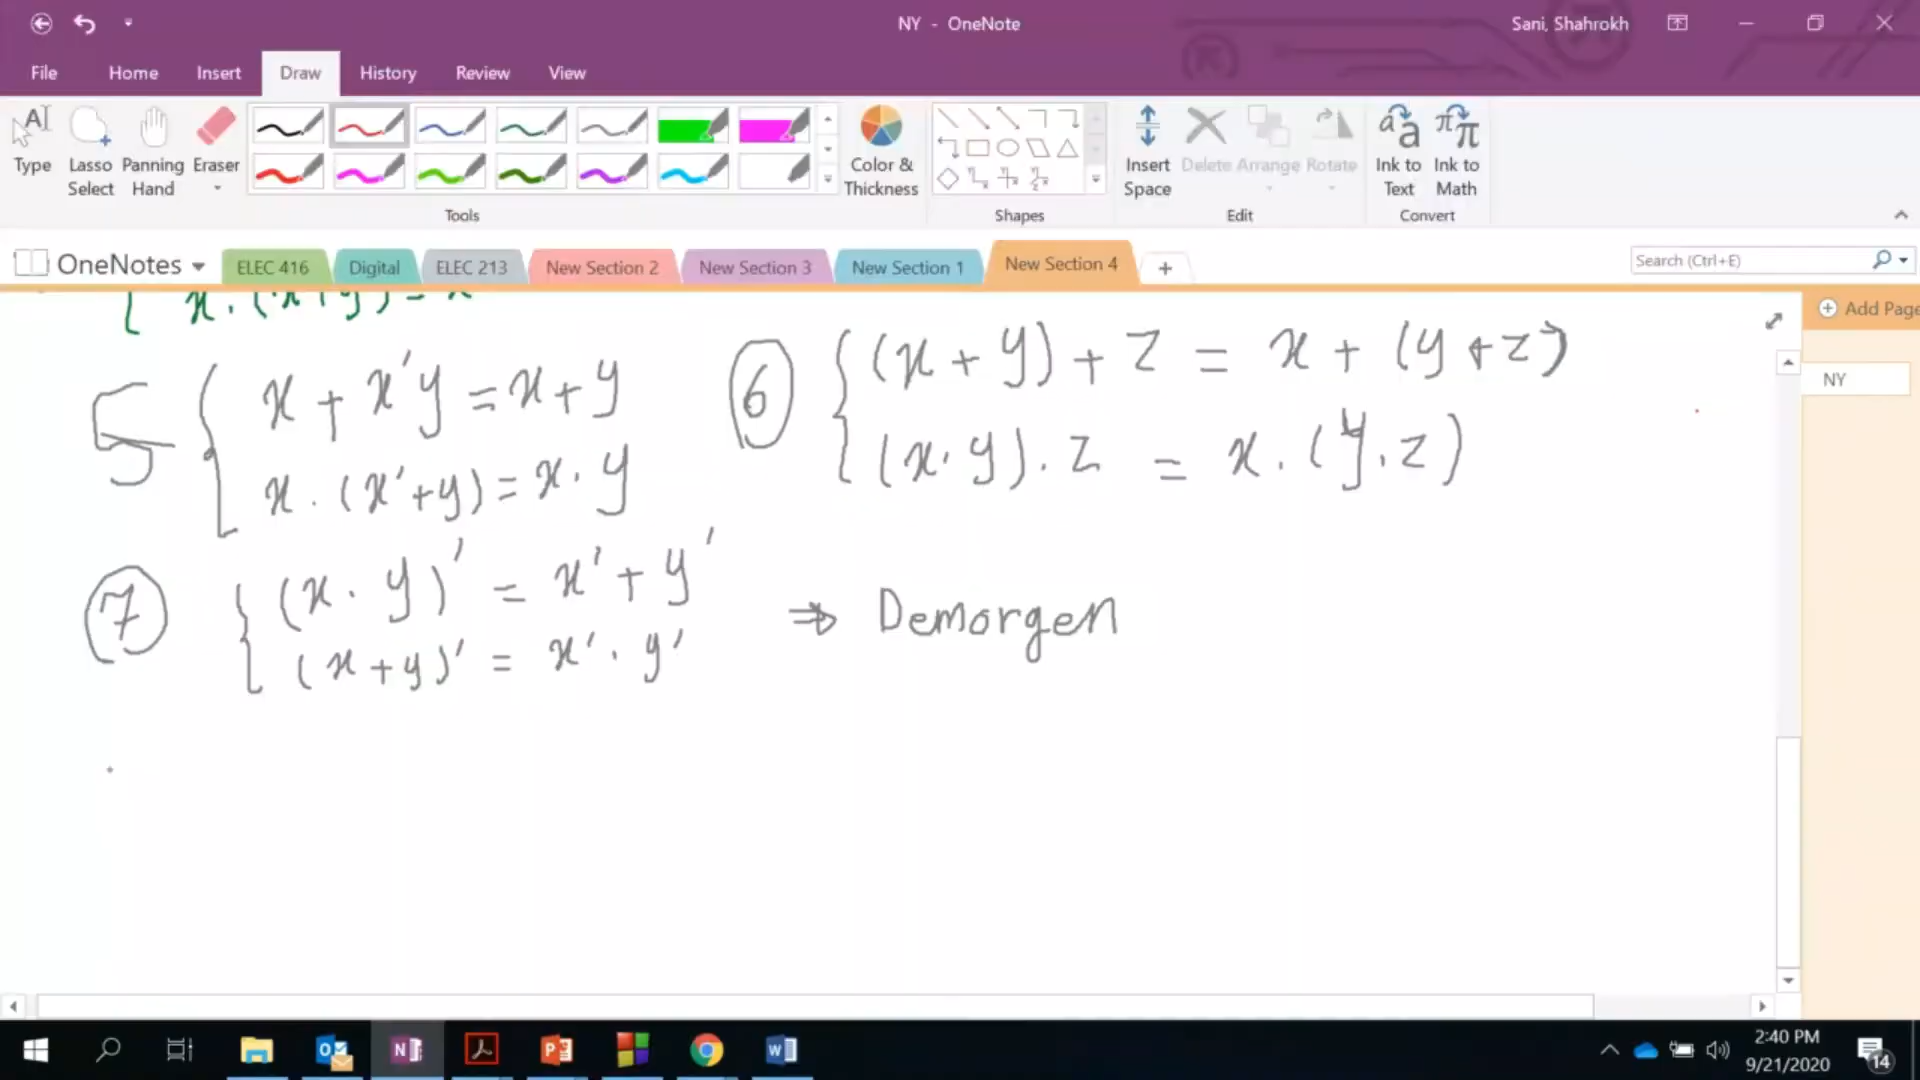 NY - OneNote
Sani, Shahrokh
File Home Insert Draw History Review View
Type
Lasso Select
Panning Hand
Eraser
Color & Thickness
Insert Space
Delete Arrange Rotate
Ink to Text
Ink to Math
Tools
Shapes
Edit
Convert
OneNotes
ELEC 416
Digital
ELEC 213
New Section 2
New Section 3
New Section 1
New Section 4
+
Search (Ctrl+E)
Add Page
NY
x . (x + y) = x
5 { x + x'y = x + y
x . (x' + y) = x . y
6 { (x + y) + z = x + (y + z)
(x . y) . z = x . (y . z)
7 { (x . y)' = x' + y'
(x + y)' = x' . y'
⇒ Demorgen
2:40 PM
9/21/2020
14